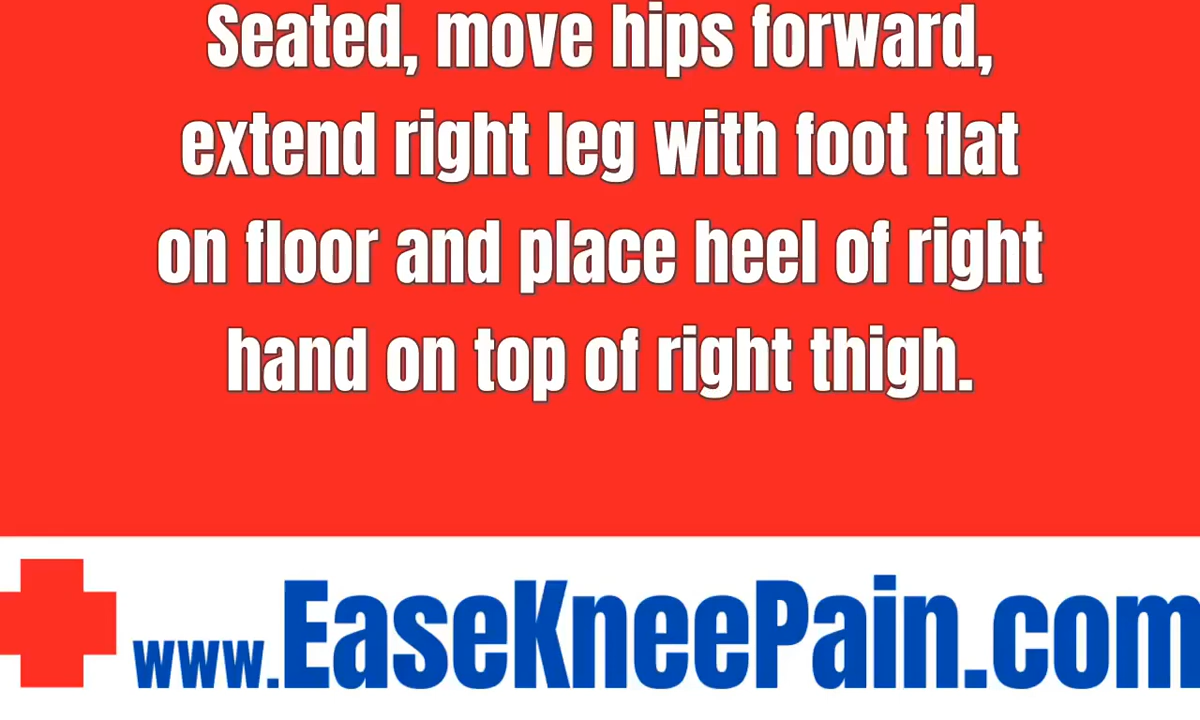 Seated, move hips forward,
extend right leg with foot flat
on floor and place heel of right
hand on top of right thigh.
www.EaseKneePain.com